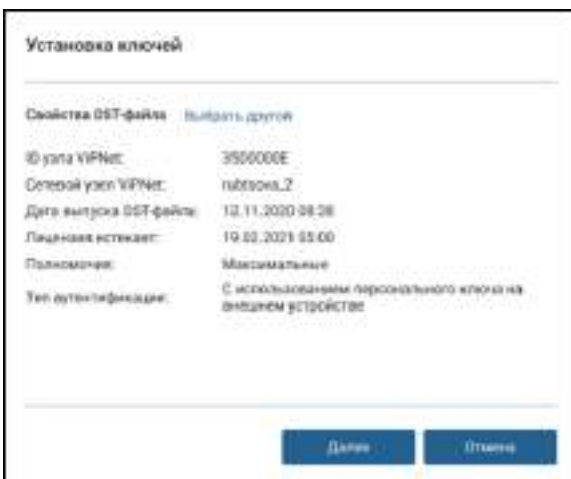 Установка ключей
Свойства DST-файла Выбрать другой
ID узла ViPNet: 3500000E
Сетевой узел ViPNet: rubtsova_2
Дата выпуска DST-файла: 12.11.2020 08:28
Лицензия истекает: 19.02.2021 05:00
Полномочия: Максимальные
Тип аутентификации: С использованием персонального ключа на
внешнем устройстве
Далее Отмена